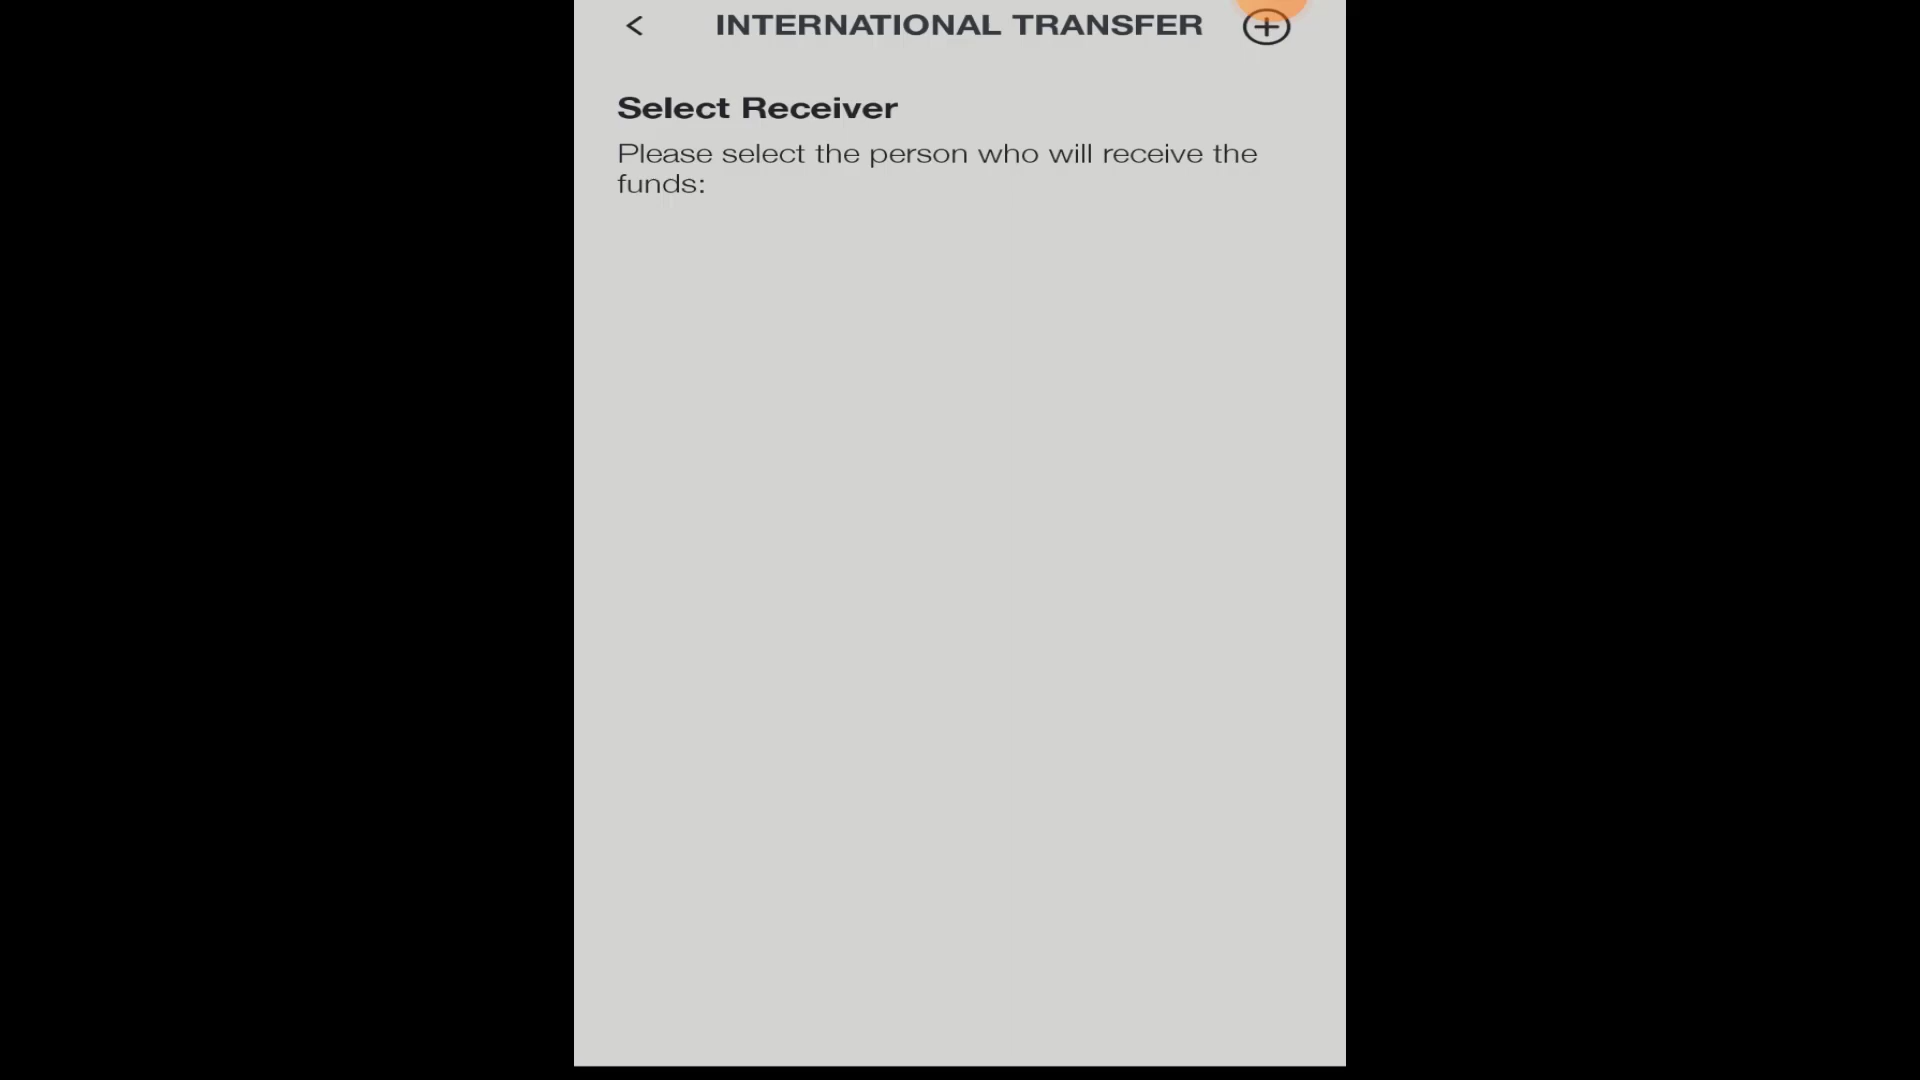 INTERNATIONAL TRANSFER
Select Receiver
Please select the person who will receive the
funds: